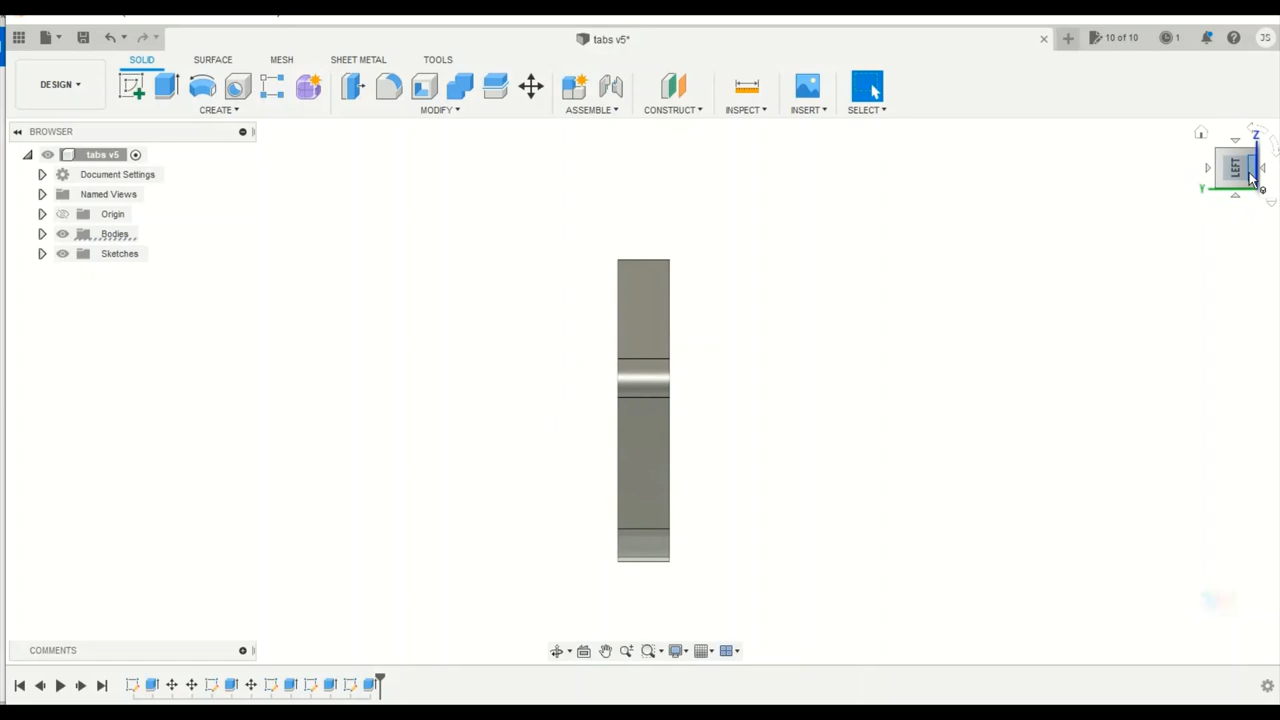 tabs v5*
10 of 10
1
JS
DESIGN
SOLID
SURFACE
MESH
SHEET METAL
TOOLS
CREATE
MODIFY
ASSEMBLE
CONSTRUCT
INSPECT
INSERT
SELECT
BROWSER
tabs v5
Document Settings
Named Views
Origin
Bodies
Sketches
Z
LEFT
Y
COMMENTS